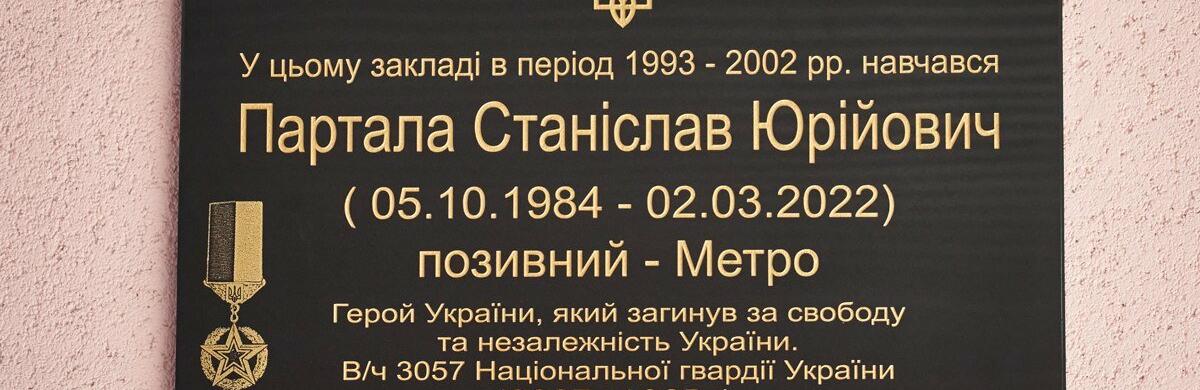 У цьому закладі в період 1993 - 2002 рр. навчався
Партала Станіслав Юрійович
( 05.10.1984 - 02.03.2022)
позивний - Метро
Герой України, який загинув за свободу
та незалежність України.
В/ч 3057 Національної гвардії України